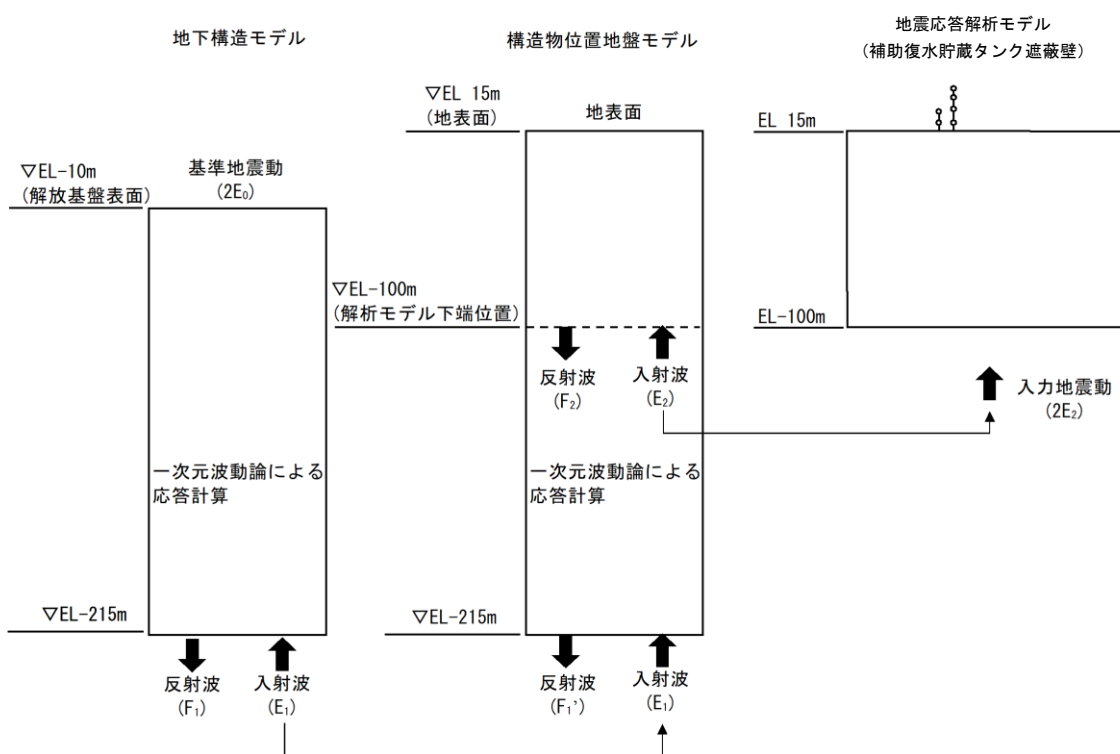 地下構造モデル
▽EL-10m
(解放基盤表面)
基準地震動
(2E₀)
一次元波動論による
応答計算
▽EL-215m
反射波
(F₁)
入射波
(E₁)
構造物位置地盤モデル
▽EL 15m
(地表面)
地表面
▽EL-100m
(解析モデル下端位置)
反射波
(F₂)
入射波
(E₂)
一次元波動論による
応答計算
▽EL-215m
反射波
(F₁')
入射波
(E₁)
地震応答解析モデル
(補助復水貯蔵タンク遮蔽壁)
EL 15m
EL-100m
入力地震動
(2E₂)